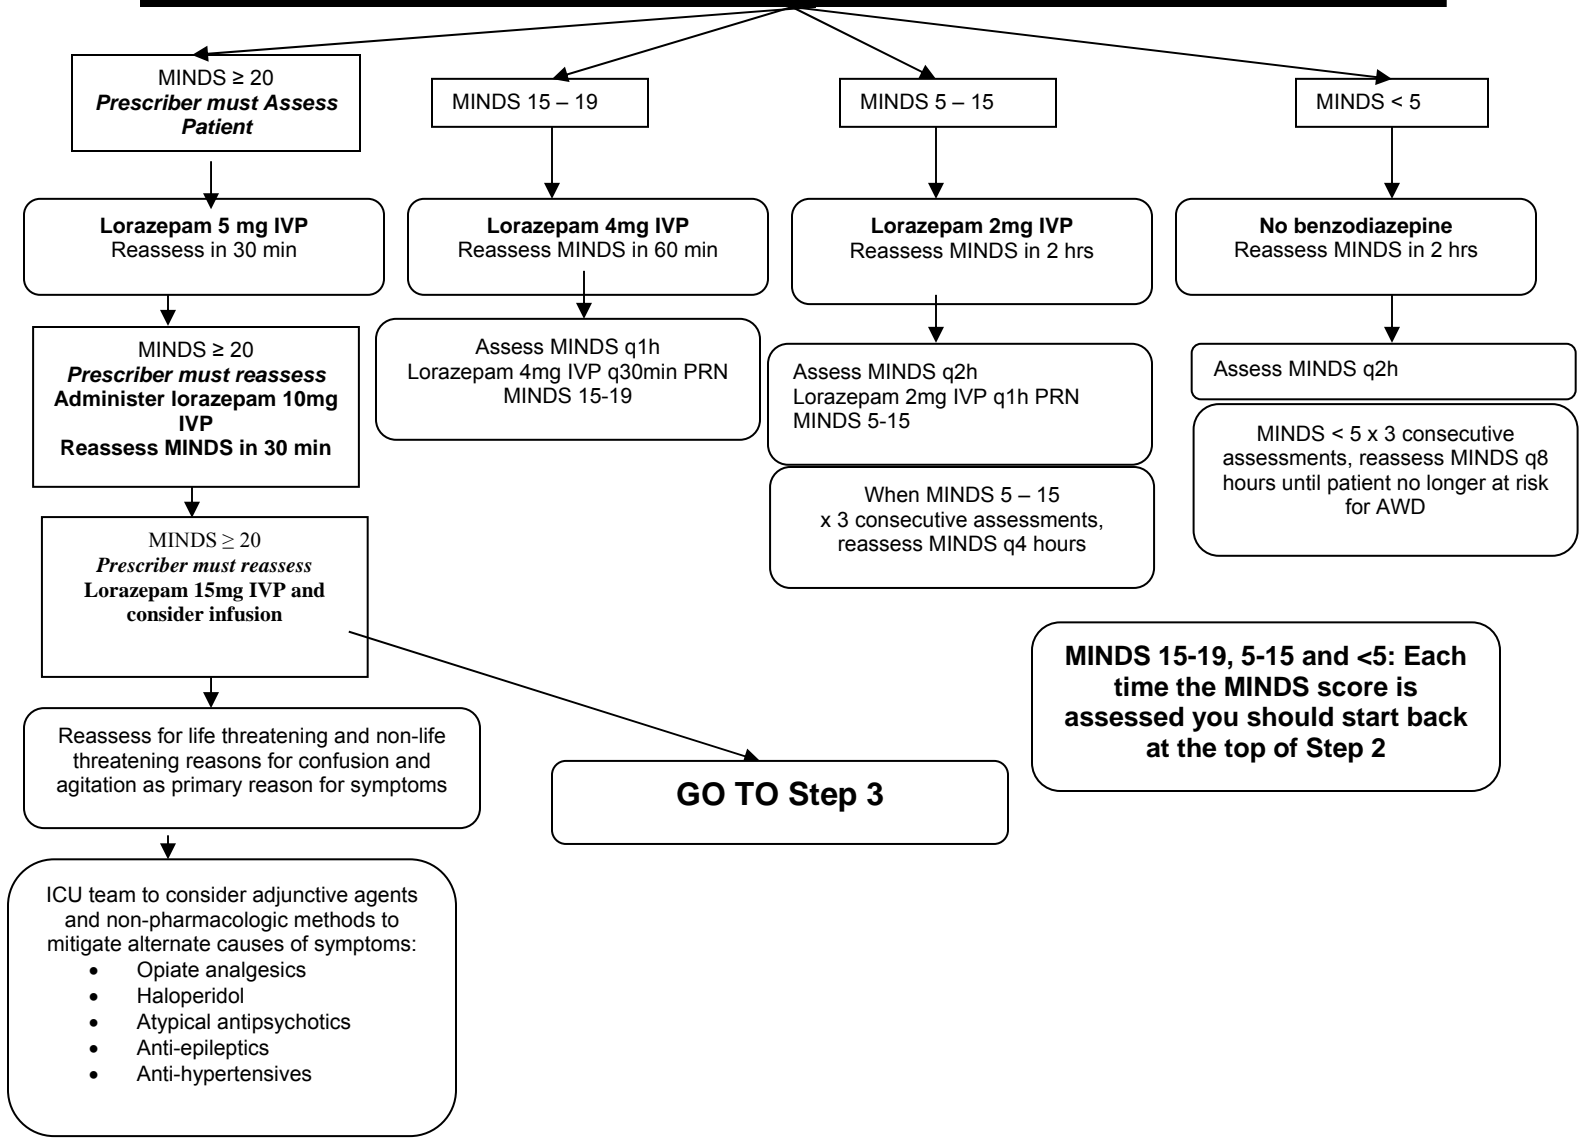 MINDS ≥ 20
Prescriber must Assess
Patient
Lorazepam 5 mg IVP
Reassess in 30 min
MINDS ≥ 20
Prescriber must reassess
Administer lorazepam 10mg
IVP
Reassess MINDS in 30 min
MINDS ≥ 20
Prescriber must reassess
Lorazepam 15mg IVP and
consider infusion
Reassess for life threatening and non-life
threatening reasons for confusion and
agitation as primary reason for symptoms
ICU team to consider adjunctive agents
and non-pharmacologic methods to
mitigate alternate causes of symptoms:
• Opiate analgesics
• Haloperidol
• Atypical antipsychotics
• Anti-epileptics
• Anti-hypertensives
MINDS 15 – 19
Lorazepam 4mg IVP
Reassess MINDS in 60 min
Assess MINDS q1h
Lorazepam 4mg IVP q30min PRN
MINDS 15-19
GO TO Step 3
MINDS 5 – 15
Lorazepam 2mg IVP
Reassess MINDS in 2 hrs
Assess MINDS q2h
Lorazepam 2mg IVP q1h PRN
MINDS 5-15
When MINDS 5 – 15
x 3 consecutive assessments,
reassess MINDS q4 hours
MINDS < 5
No benzodiazepine
Reassess MINDS in 2 hrs
Assess MINDS q2h
MINDS < 5 x 3 consecutive
assessments, reassess MINDS q8
hours until patient no longer at risk
for AWD
MINDS 15-19, 5-15 and <5: Each
time the MINDS score is
assessed you should start back
at the top of Step 2